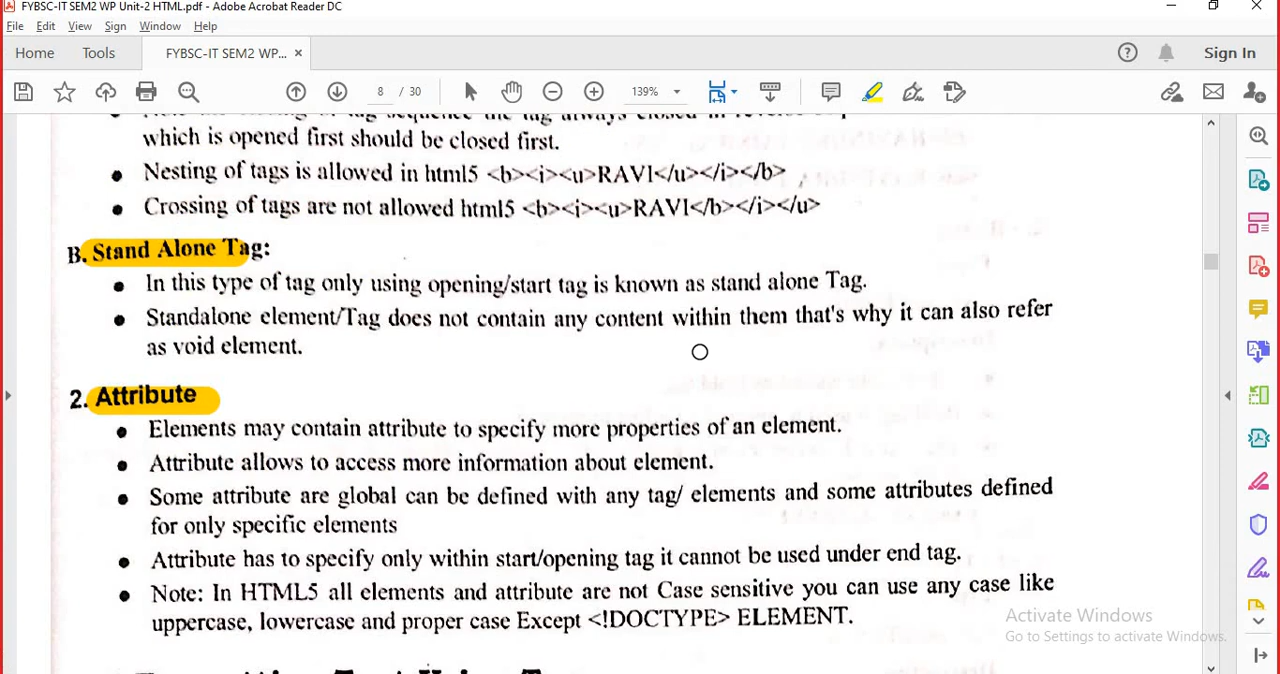 FYBSC-IT SEM2 WP Unit-2 HTML.pdf - Adobe Acrobat Reader DC
File Edit View Sign Window Help
Home Tools FYBSC-IT SEM2 WP... × Sign In
8 / 30 139%
which is opened first should be closed first.
• Nesting of tags is allowed in html5 <b><i><u>RAVI</u></i></b>
• Crossing of tags are not allowed html5 <b><i><u>RAVI</b></i></u>
B. Stand Alone Tag:
• In this type of tag only using opening/start tag is known as stand alone Tag.
• Standalone element/Tag does not contain any content within them that's why it can also refer
as void element.
2. Attribute
• Elements may contain attribute to specify more properties of an element.
• Attribute allows to access more information about element.
• Some attribute are global can be defined with any tag/ elements and some attributes defined
for only specific elements
• Attribute has to specify only within start/opening tag it cannot be used under end tag.
• Note: In HTML5 all elements and attribute are not Case sensitive you can use any case like
uppercase, lowercase and proper case Except <!DOCTYPE> ELEMENT.
Activate Windows
Go to Settings to activate Windows.